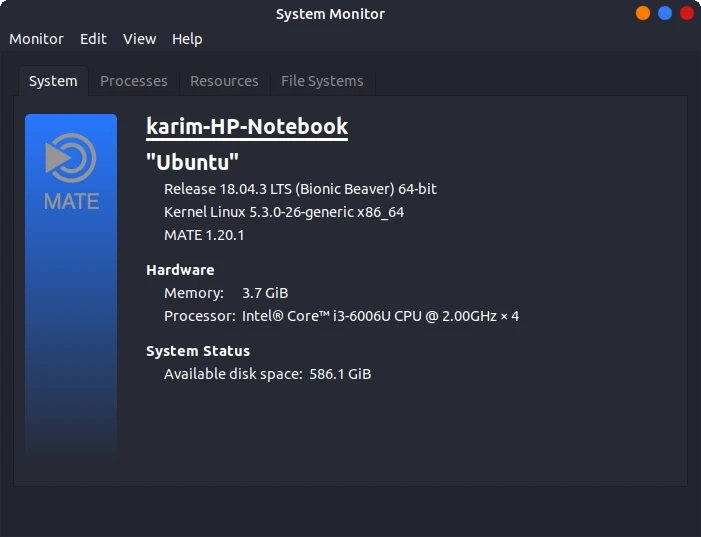 System Monitor
Monitor Edit View Help
System Processes Resources File Systems
MATE
karim-HP-Notebook
"Ubuntu"
Release 18.04.3 LTS (Bionic Beaver) 64-bit
Kernel Linux 5.3.0-26-generic x86_64
MATE 1.20.1
Hardware
Memory: 3.7 GiB
Processor: Intel® Core™ i3-6006U CPU @ 2.00GHz × 4
System Status
Available disk space: 586.1 GiB